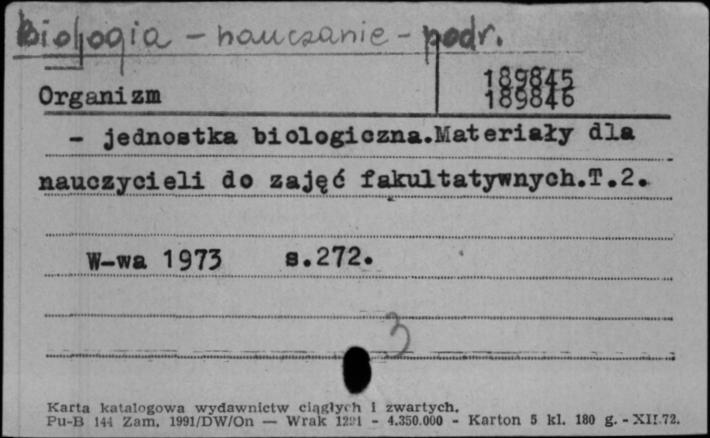 Biologia - nauczanie - podr.
189845
Organizm
189846
- jednostka biologiczna.Materiały dla
nauczycieli do zajęć fakultatywnych.T.2.
W-wa 1973 s.272.
3
Karta katalogowa wydawnictw ciągłych i zwartych.
Pu-B 144 Zam. 1991/DW/On — Wrak 1291 - 4.350.000 - Karton 5 kl. 180 g. - XII.72.